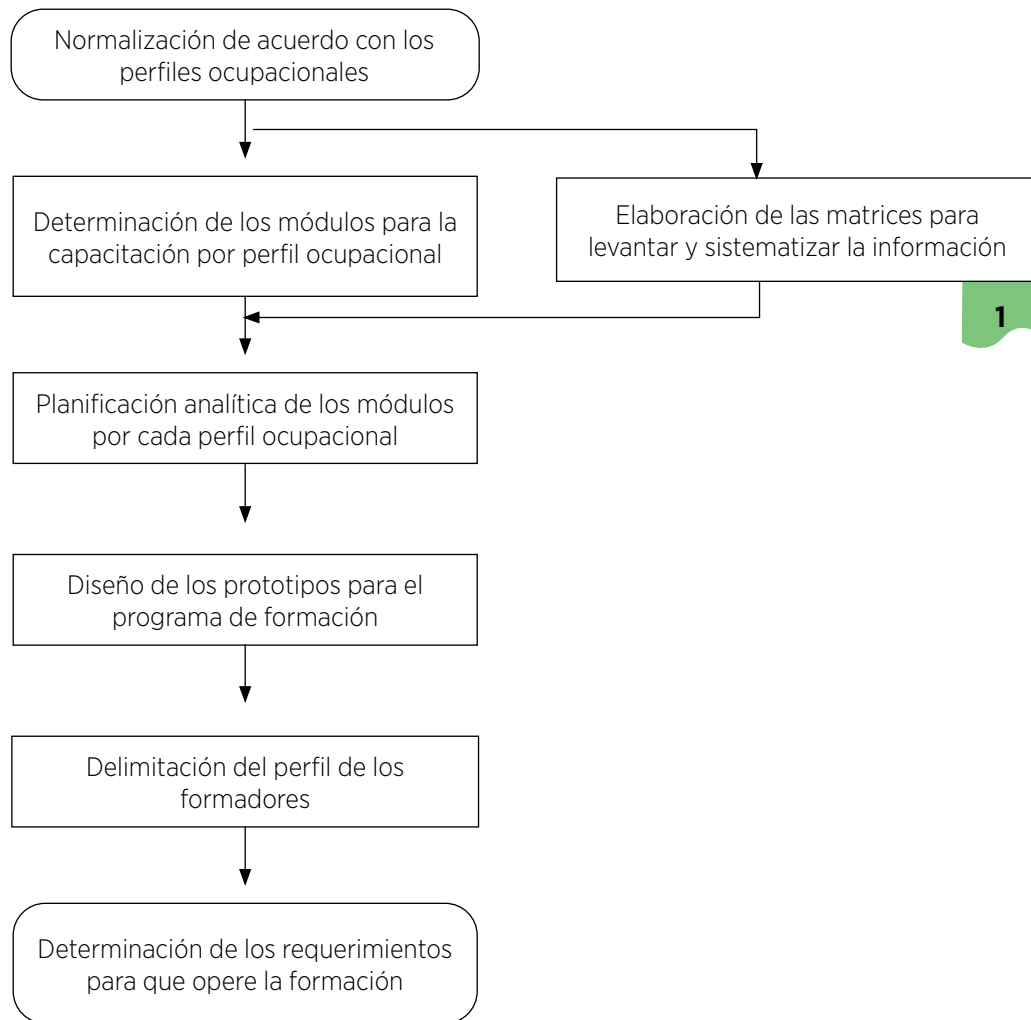 Normalización de acuerdo con los
perfiles ocupacionales
Determinación de los módulos para la
capacitación por perfil ocupacional
Elaboración de las matrices para
levantar y sistematizar la información
1
Planificación analítica de los módulos
por cada perfil ocupacional
Diseño de los prototipos para el
programa de formación
Delimitación del perfil de los
formadores
Determinación de los requerimientos
para que opere la formación